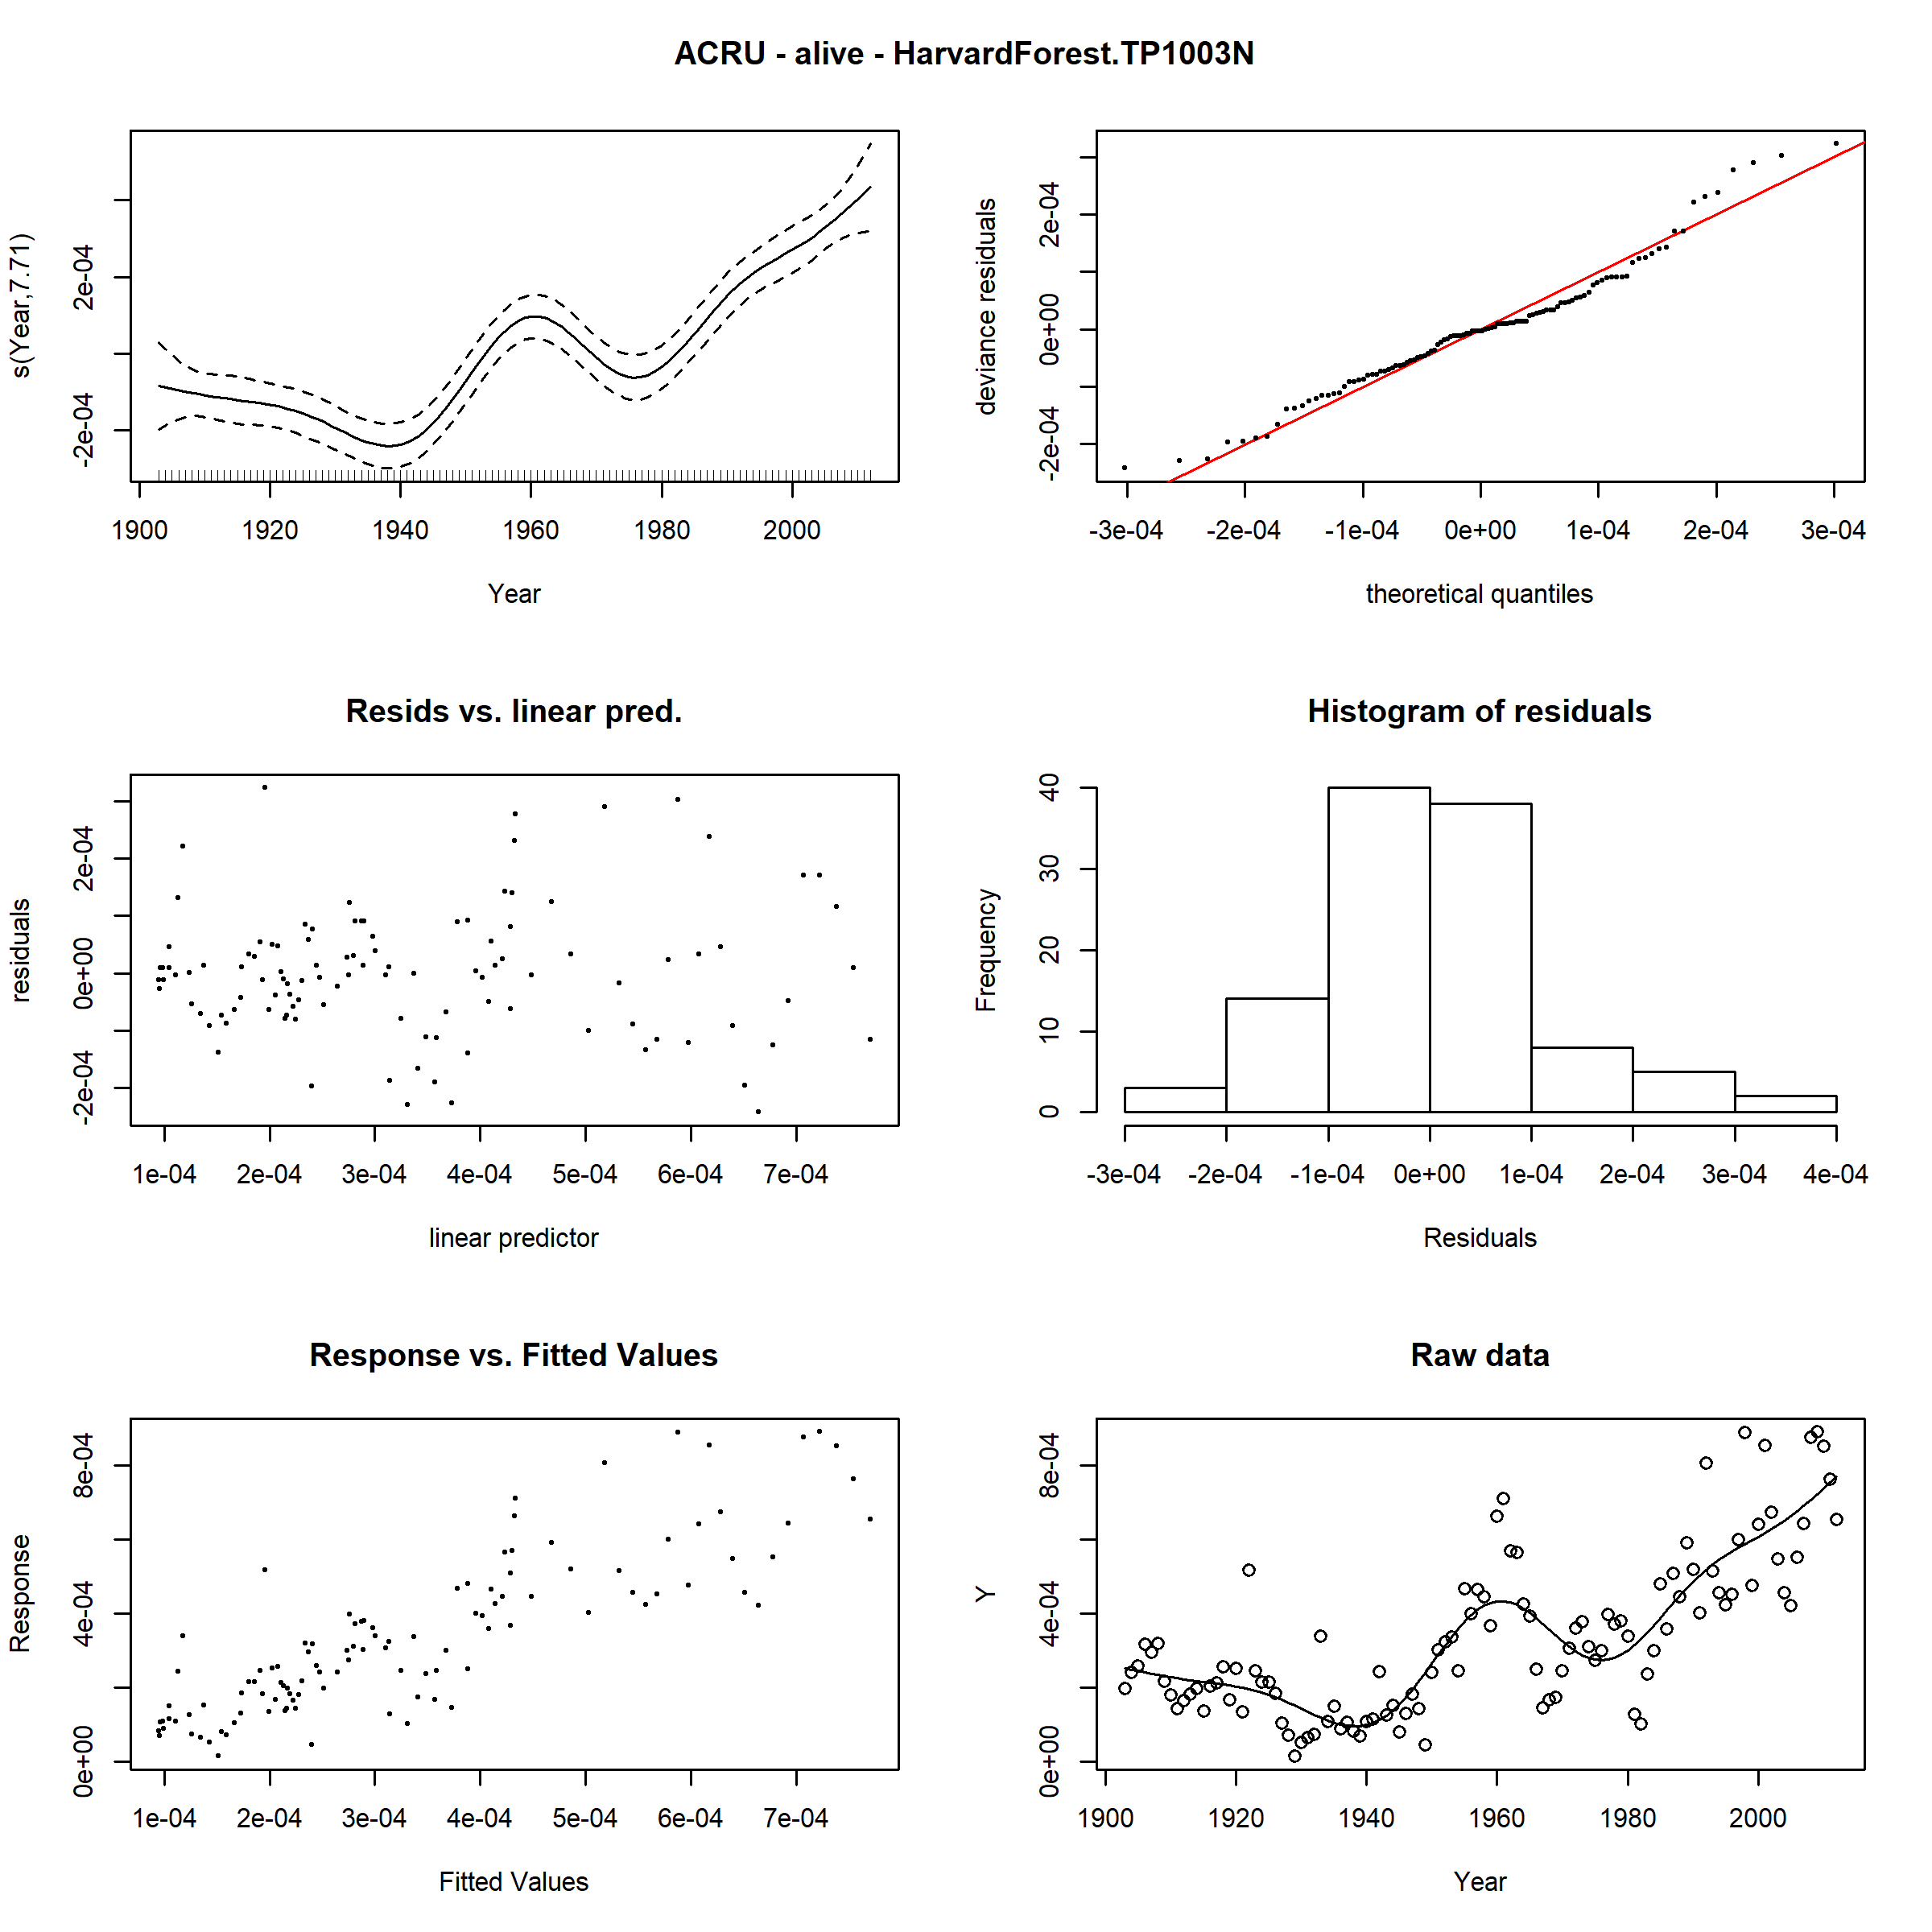 ACRU - alive - HarvardForest.TP1003N
s(Year,7.71)
-2e-04 2e-04
1900 1920 1940 1960 1980 2000
Year
deviance residuals
-2e-04 0e+00 2e-04
-3e-04 -2e-04 -1e-04 0e+00 1e-04 2e-04 3e-04
theoretical quantiles
Resids vs. linear pred.
residuals
-2e-04 0e+00 2e-04
1e-04 2e-04 3e-04 4e-04 5e-04 6e-04 7e-04
linear predictor
Histogram of residuals
Frequency
0 10 20 30 40
-3e-04 -2e-04 -1e-04 0e+00 1e-04 2e-04 3e-04 4e-04
Residuals
Response vs. Fitted Values
Response
0e+00 4e-04 8e-04
1e-04 2e-04 3e-04 4e-04 5e-04 6e-04 7e-04
Fitted Values
Raw data
Y
0e+00 4e-04 8e-04
1900 1920 1940 1960 1980 2000
Year